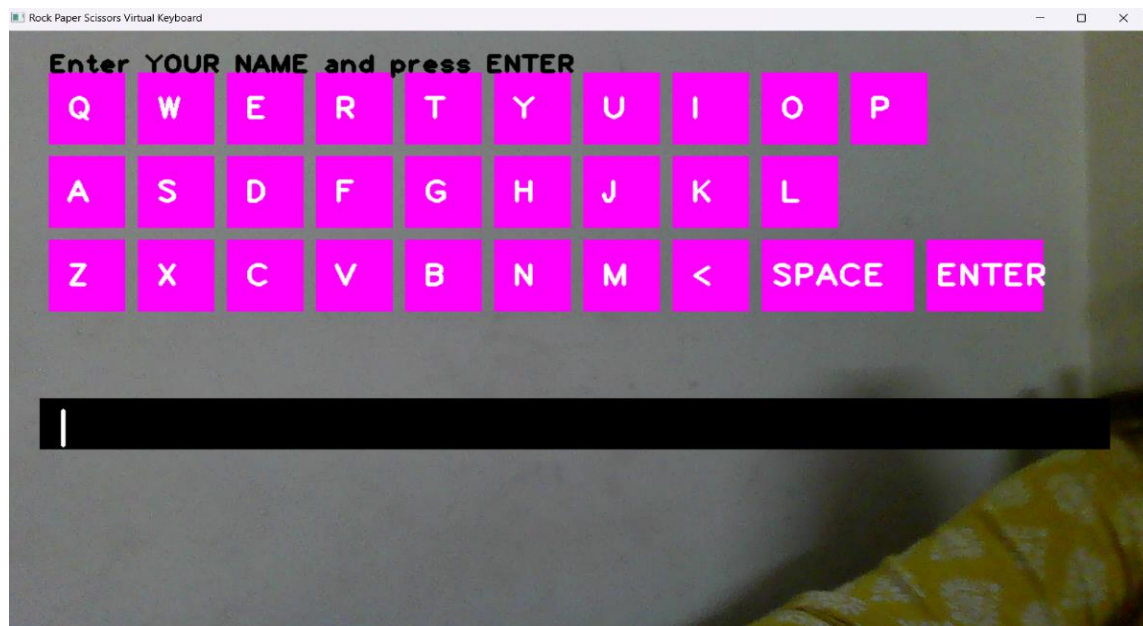 Rock Paper Scissors Virtual Keyboard
Enter YOUR NAME and press ENTER
Q W E R T Y U I O P
A S D F G H J K L
Z X C V B N M < SPACE ENTER